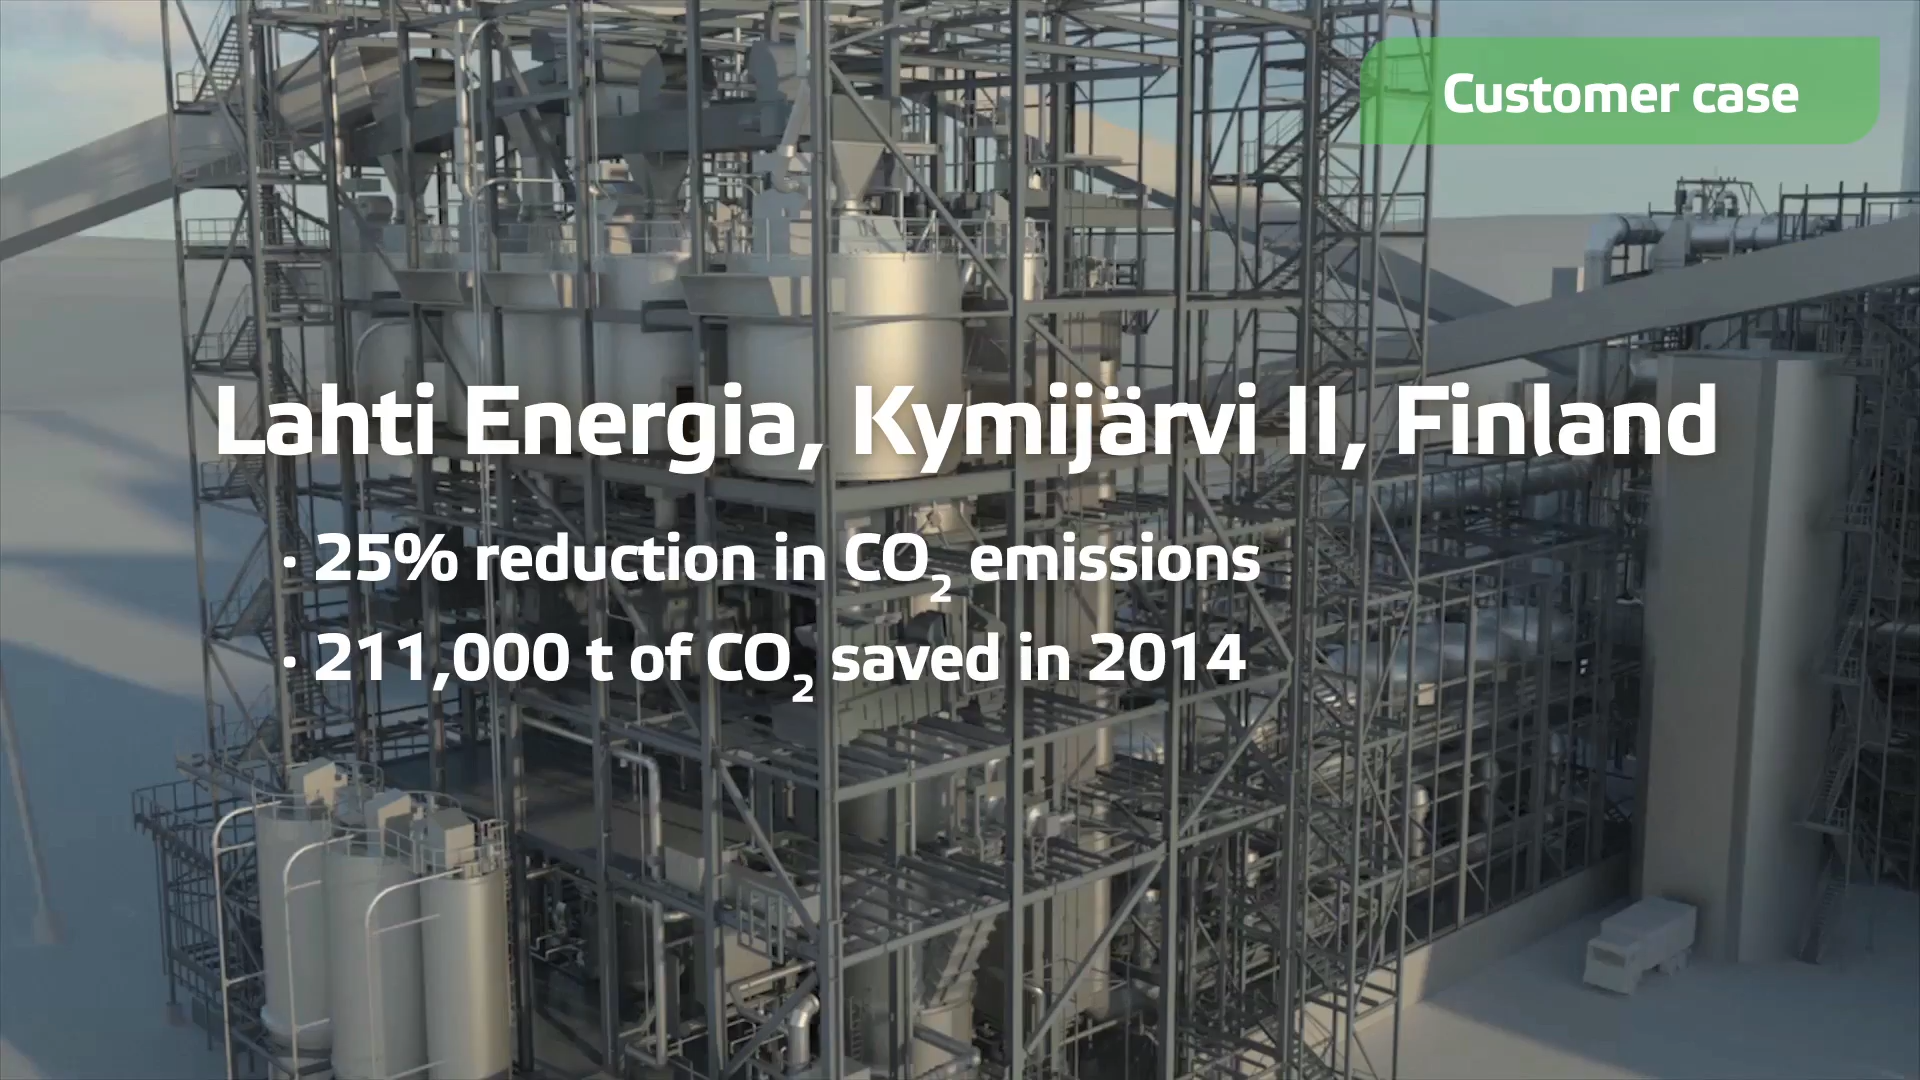 Customer case
Lahti Energia, Kymijärvi II, Finland
· 25% reduction in CO₂ emissions
· 211,000 t of CO₂ saved in 2014